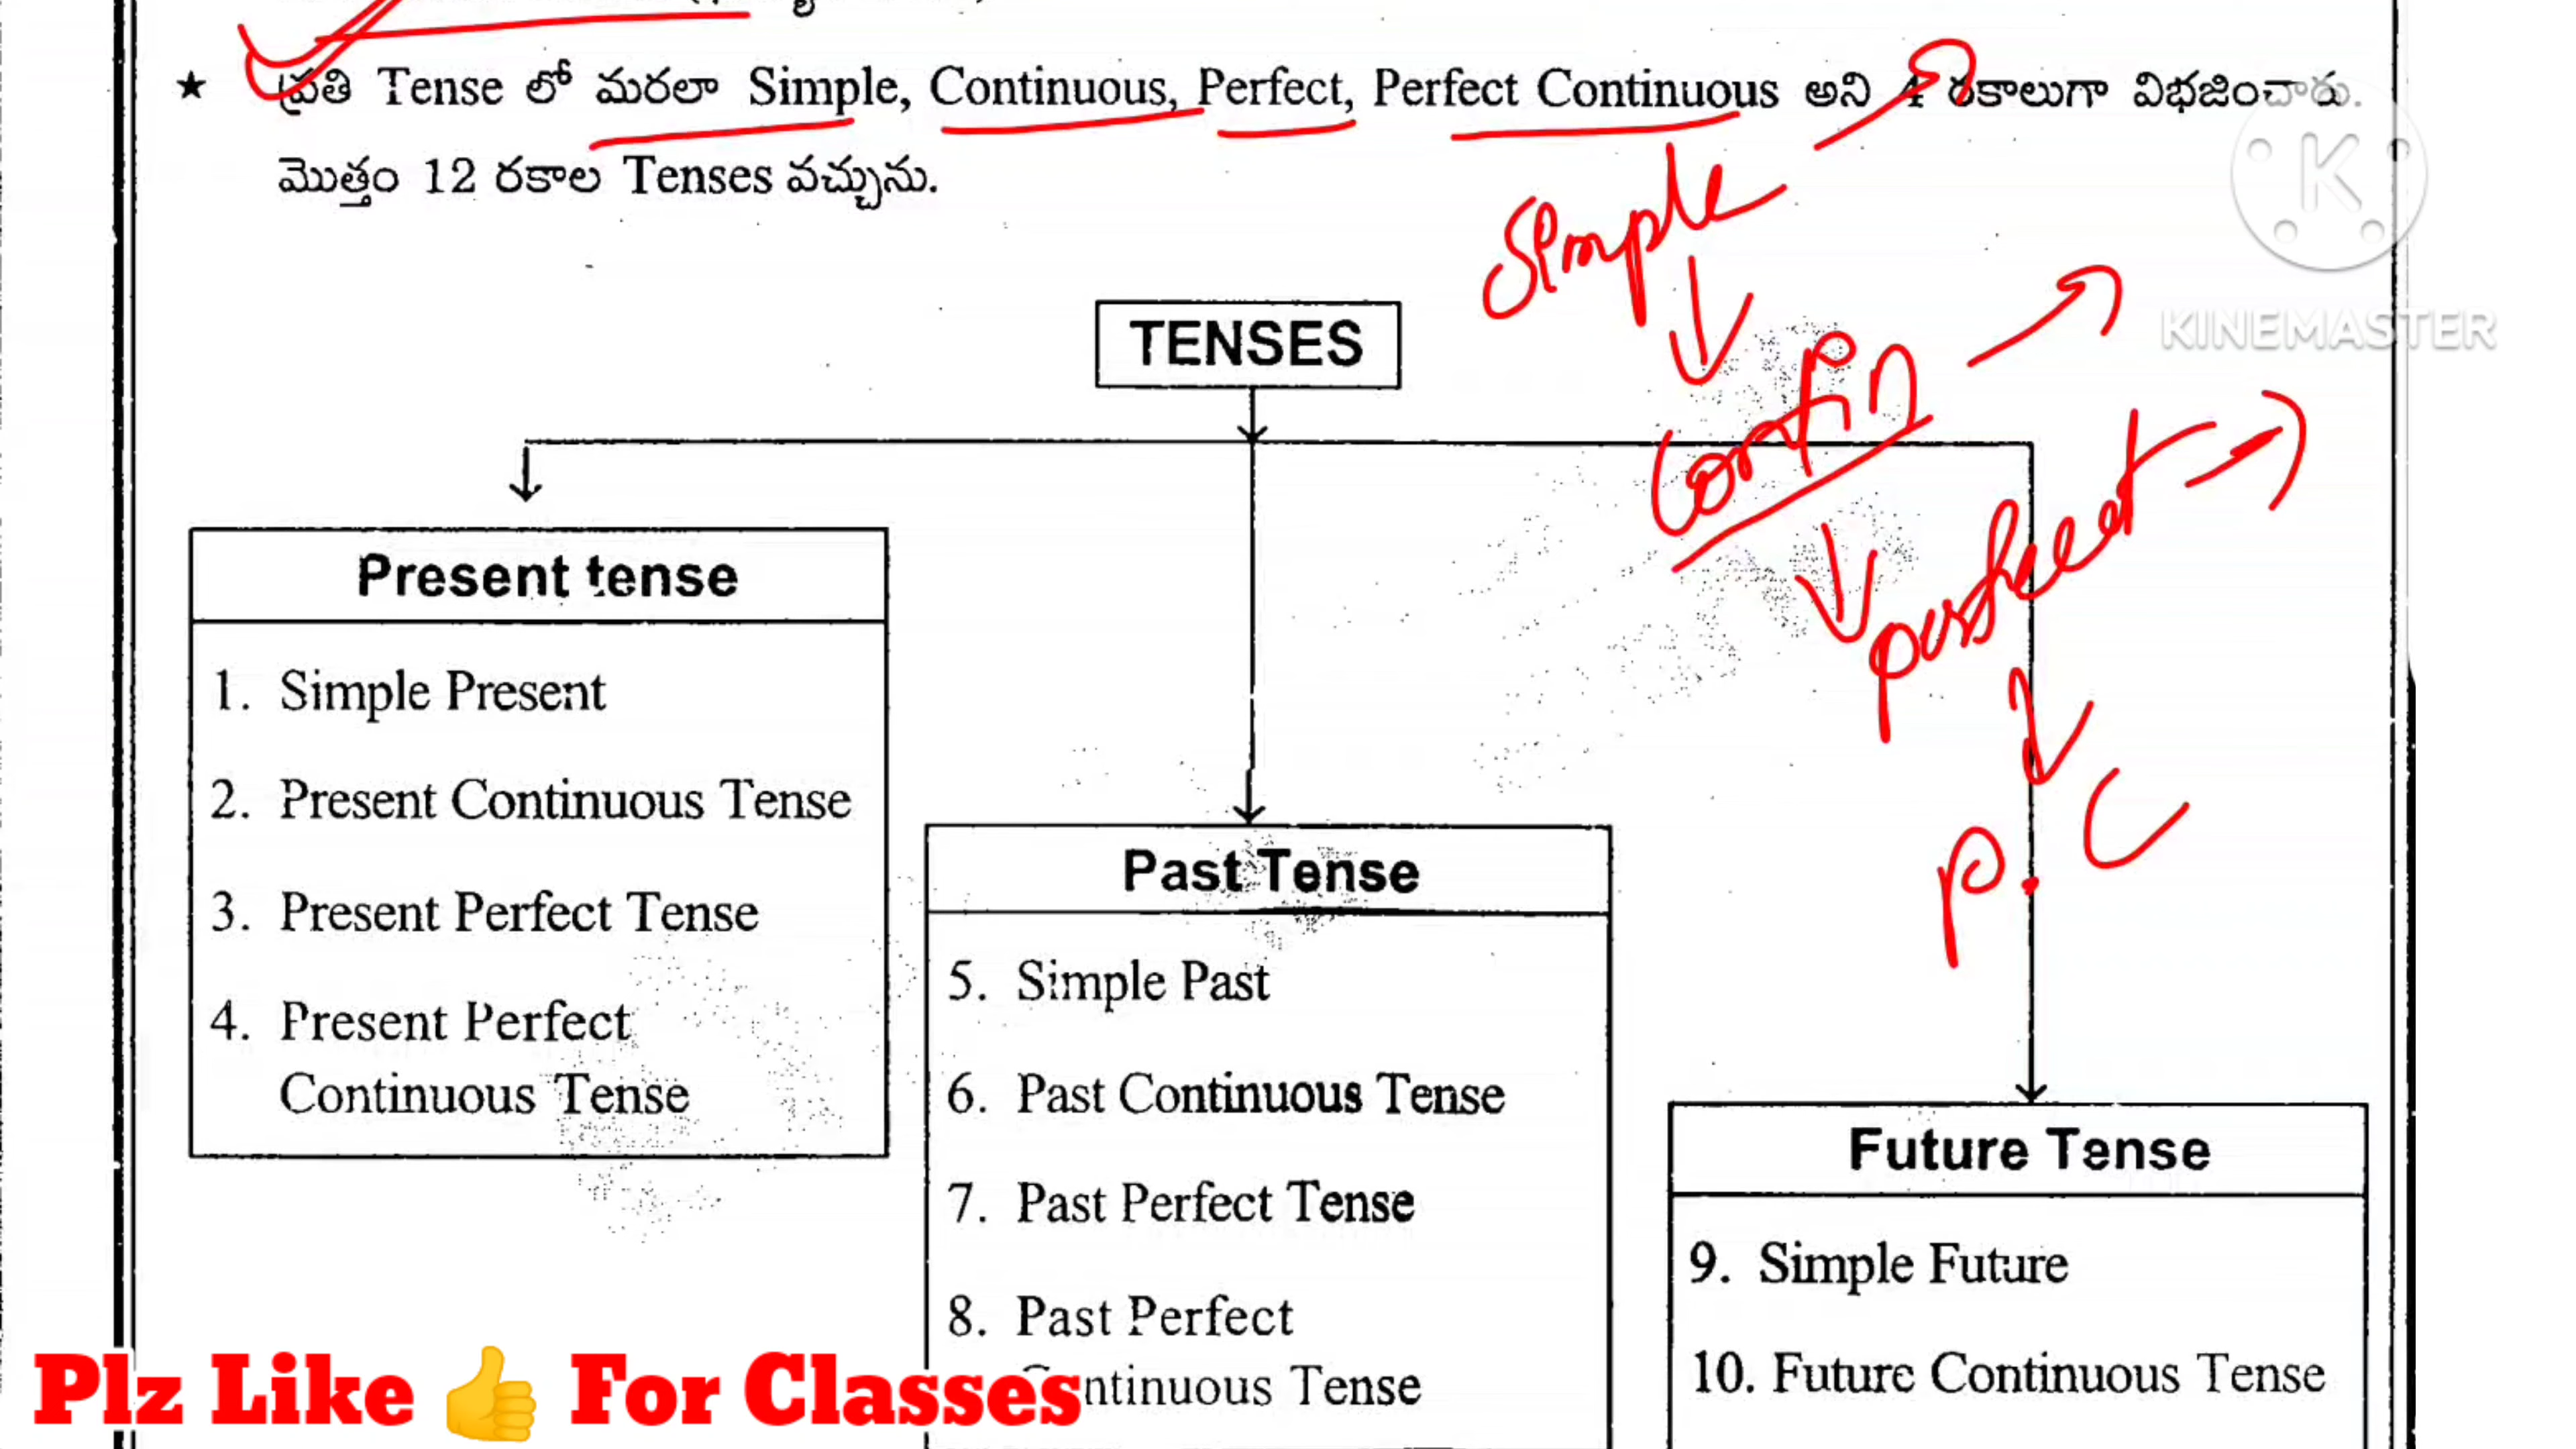 ప్రతి Tense లో మరలా Simple, Continuous, Perfect, Perfect Continuous అని 4 రకాలుగా విభజించారు.
మొత్తం 12 రకాల Tenses వచ్చును.
Simple
Contin
P. C
KINEMASTER
TENSES
Present tense
1. Simple Present
2. Present Continuous Tense
3. Present Perfect Tense
4. Present Perfect
Continuous Tense
Past Tense
5. Simple Past
6. Past Continuous Tense
7. Past Perfect Tense
8. Past Perfect
Continuous Tense
Future Tense
9. Simple Future
10. Future Continuous Tense
Plz Like 👍 For Classes